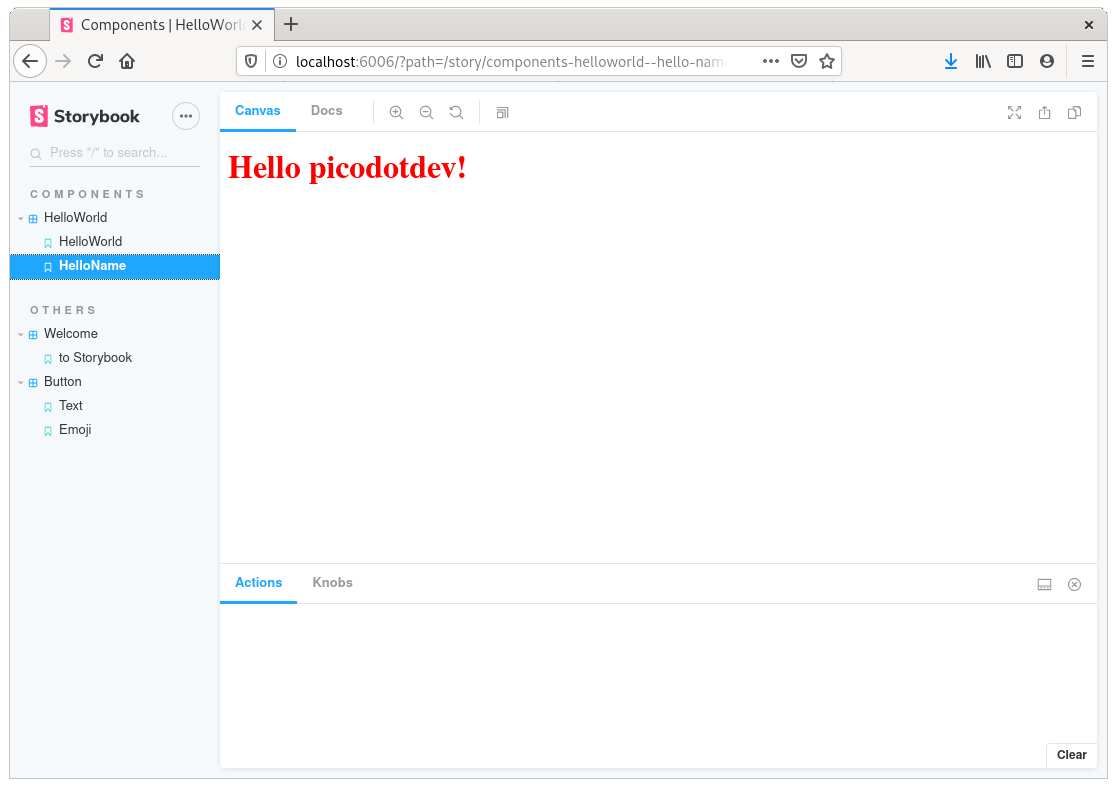 Components | HelloWorl
localhost:6006/?path=/story/components-helloworld--hello-nam
Storybook
Press "/" to search...
COMPONENTS
HelloWorld
HelloWorld
HelloName
OTHERS
Welcome
to Storybook
Button
Text
Emoji
Canvas Docs
Hello picodotdev!
Actions Knobs
Clear